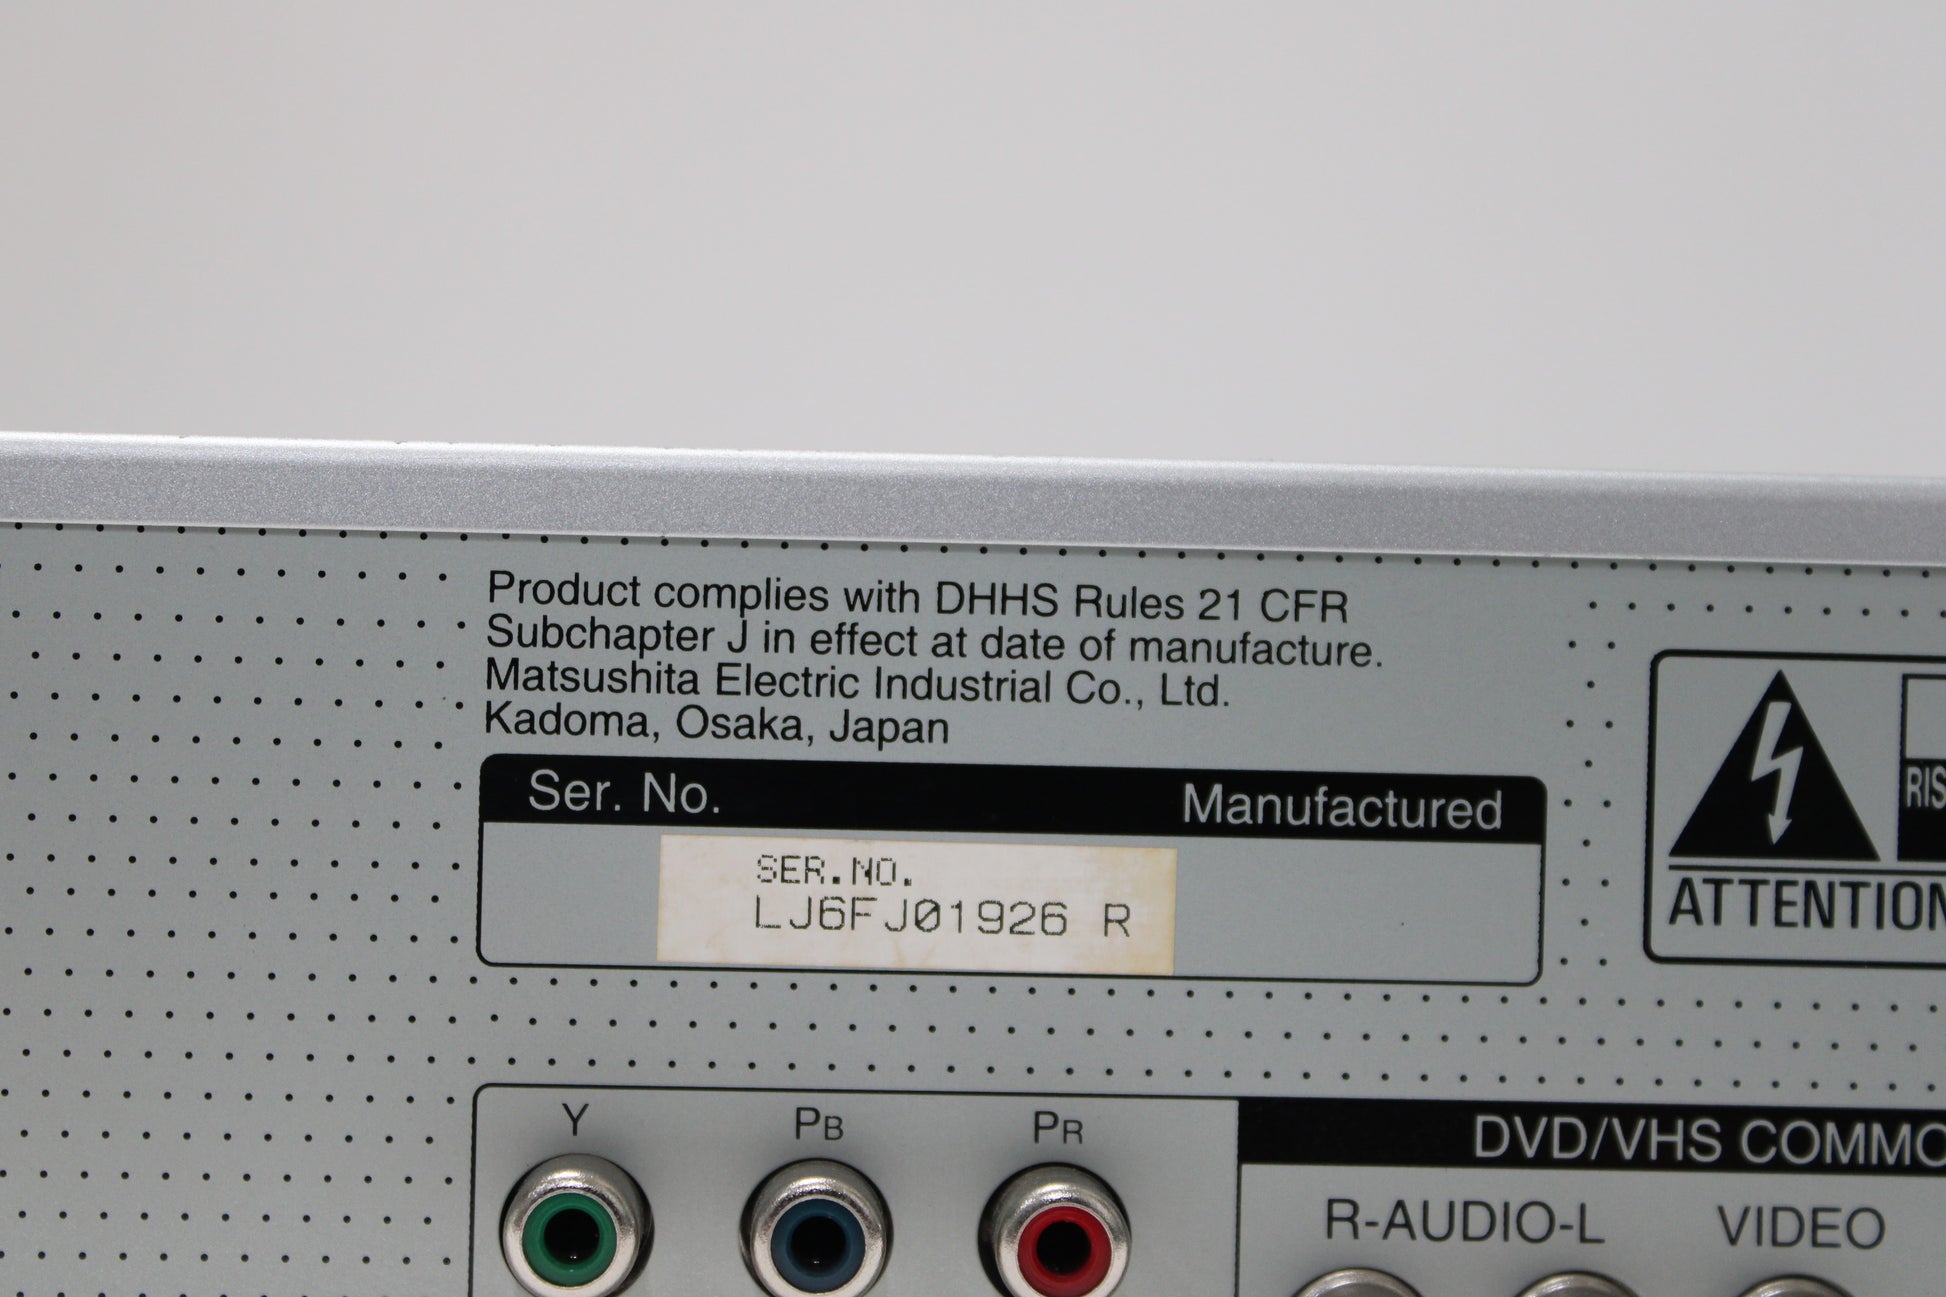 Product complies with DHHS Rules 21 CFR
Subchapter J in effect at date of manufacture.
Matsushita Electric Industrial Co., Ltd.
Kadoma, Osaka, Japan
Ser. No. Manufactured
SER.NO.
LJ6FJ01926 R
RIS
ATTENTION
Y PB PR
DVD/VHS COMMO
R-AUDIO-L VIDEO